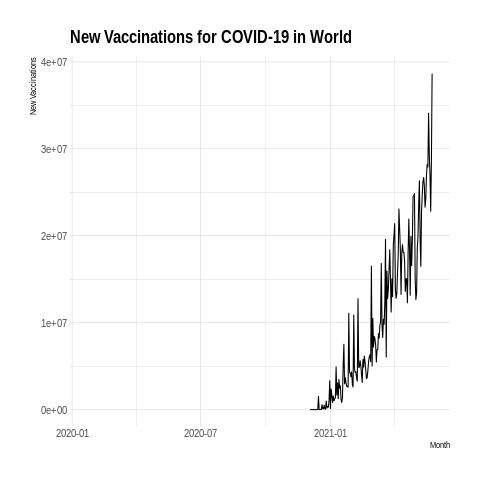 New Vaccinations for COVID-19 in World
New Vaccinations
4e+07
3e+07
2e+07
1e+07
0e+00
2020-01
2020-07
2021-01
Month